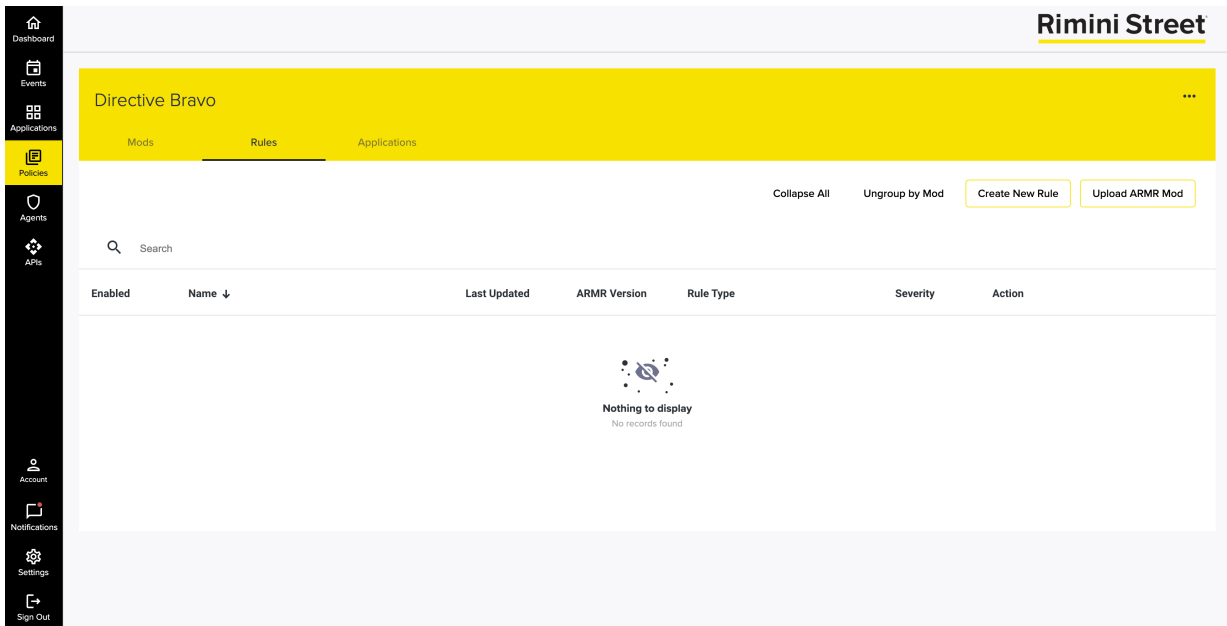 Dashboard
Rimini Street
Events
Directive Bravo
Applications
Mods Rules Applications
Policies
Collapse All Ungroup by Mod Create New Rule Upload ARMR Mod
Agents
Search
APIs
Enabled Name Last Updated ARMR Version Rule Type Severity Action
Nothing to display
No records found
Account
Notifications
Settings
Sign Out